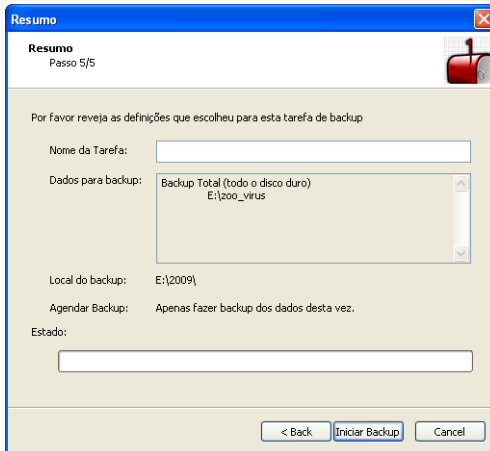 Resumo
Resumo
Passo 5/5
Por favor reveja as definições que escolheu para esta tarefa de backup
Nome da Tarefa:
Dados para backup:
Backup Total (todo o disco duro)
E:\zoo_virus
Local do backup: E:\2009\
Agendar Backup: Apenas fazer backup dos dados desta vez.
Estado:
< Back Iniciar Backup Cancel